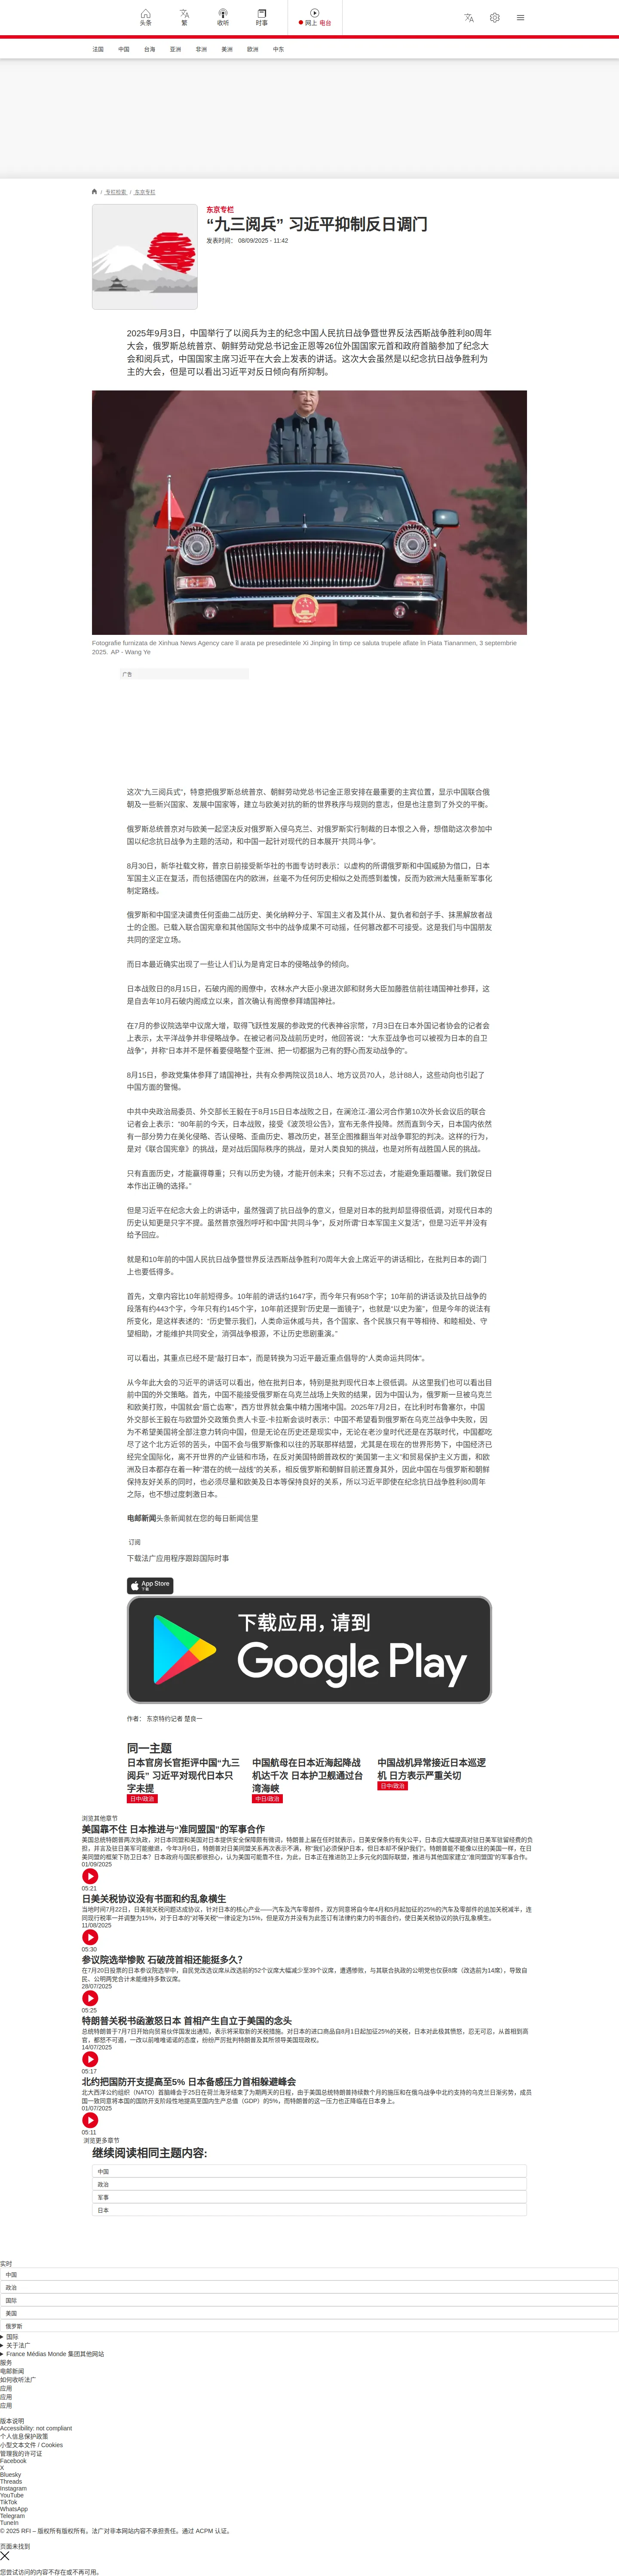 头条
繁
收听
时事
网上 电台
法国
中国
台海
亚洲
非洲
美洲
欧洲
中东
/ 专栏检索 / 东京专栏
东京专栏
“九三阅兵” 习近平抑制反日调门
发表时间： 08/09/2025 - 11:42
2025年9月3日，中国举行了以阅兵为主的纪念中国人民抗日战争暨世界反法西斯战争胜利80周年
大会，俄罗斯总统普京、朝鲜劳动党总书记金正恩等26位外国国家元首和政府首脑参加了纪念大
会和阅兵式，中国国家主席习近平在大会上发表的讲话。这次大会虽然是以纪念抗日战争胜利为
主的大会，但是可以看出习近平对反日倾向有所抑制。
Fotografie furnizata de Xinhua News Agency care îl arata pe presedintele Xi Jinping în timp ce saluta trupele aflate în Piata Tiananmen, 3 septembrie
2025. AP - Wang Ye
广告
这次“九三阅兵式”，特意把俄罗斯总统普京、朝鲜劳动党总书记金正恩安排在最重要的主宾位置，显示中国联合俄
朝及一些新兴国家、发展中国家等，建立与欧美对抗的新的世界秩序与规则的意志，但是也注意到了外交的平衡。
俄罗斯总统普京对与欧美一起坚决反对俄罗斯入侵乌克兰、对俄罗斯实行制裁的日本恨之入骨，想借助这次参加中
国以纪念抗日战争为主题的活动，和中国一起针对现代的日本展开“共同斗争”。
8月30日，新华社载文称，普京日前接受新华社的书面专访时表示：以虚构的所谓俄罗斯和中国威胁为借口，日本
军国主义正在复活，而包括德国在内的欧洲，丝毫不为任何历史相似之处而感到羞愧，反而为欧洲大陆重新军事化
制定路线。
俄罗斯和中国坚决谴责任何歪曲二战历史、美化纳粹分子、军国主义者及其仆从、复仇者和刽子手、抹黑解放者战
士的企图。已载入联合国宪章和其他国际文书中的战争成果不可动摇，任何篡改都不可接受。这是我们与中国朋友
共同的坚定立场。
而日本最近确实出现了一些让人们认为是肯定日本的侵略战争的倾向。
日本战败日的8月15日，石破内阁的阁僚中，农林水产大臣小泉进次郎和财务大臣加藤胜信前往靖国神社参拜，这
是自去年10月石破内阁成立以来，首次确认有阁僚参拜靖国神社。
在7月的参议院选举中议席大增，取得飞跃性发展的参政党的代表神谷宗幣，7月3日在日本外国记者协会的记者会
上表示，太平洋战争并非侵略战争。在被记者问及战前历史时，他回答说：“大东亚战争也可以被视为日本的自卫
战争”，并称“日本并不是怀着要侵略整个亚洲、把一切都据为己有的野心而发动战争的”。
8月15日，参政党集体参拜了靖国神社，共有众参两院议员18人、地方议员70人，总计88人，这些动向也引起了
中国方面的警惕。
中共中央政治局委员、外交部长王毅在于8月15日日本战败之日，在澜沧江-湄公河合作第10次外长会议后的联合
记者会上表示：“80年前的今天，日本战败，接受《波茨坦公告》，宣布无条件投降。然而直到今天，日本国内依然
有一部分势力在美化侵略、否认侵略、歪曲历史、篡改历史，甚至企图推翻当年对战争罪犯的判决。这样的行为，
是对《联合国宪章》的挑战，是对战后国际秩序的挑战，是对人类良知的挑战，也是对所有战胜国人民的挑战。
只有直面历史，才能赢得尊重；只有以历史为镜，才能开创未来；只有不忘过去，才能避免重蹈覆辙。我们敦促日
本作出正确的选择。”
但是习近平在纪念大会上的讲话中，虽然强调了抗日战争的意义，但是对日本的批判却显得很低调，对现代日本的
历史认知更是只字不提。虽然普京强烈呼吁和中国“共同斗争”，反对所谓“日本军国主义复活”，但是习近平并没有
给予回应。
就是和10年前的中国人民抗日战争暨世界反法西斯战争胜利70周年大会上席近平的讲话相比，在批判日本的调门
上也要低得多。
首先，文章内容比10年前短得多。10年前的讲话约1647字，而今年只有958个字；10年前的讲话谈及抗日战争的
段落有约443个字，今年只有约145个字，10年前还提到“历史是一面镜子”，也就是“以史为鉴”，但是今年的说法有
所变化，是这样表述的：“历史警示我们，人类命运休戚与共，各个国家、各个民族只有平等相待、和睦相处、守
望相助，才能维护共同安全，消弭战争根源，不让历史悲剧重演。”
可以看出，其重点已经不是“敲打日本”，而是转换为习近平最近重点倡导的“人类命运共同体”。
从今年此大会的习近平的讲话可以看出，他在批判日本，特别是批判现代日本上很低调。从这里我们也可以看出目
前中国的外交策略。首先，中国不能接受俄罗斯在乌克兰战场上失败的结果，因为中国认为，俄罗斯一旦被乌克兰
和欧美打败，中国就会“唇亡齿寒”，西方世界就会集中精力围堵中国。2025年7月2日，在比利时布鲁塞尔，中国
外交部长王毅在与欧盟外交政策负责人卡亚-卡拉斯会谈时表示：中国不希望看到俄罗斯在乌克兰战争中失败，因
为不希望美国将全部注意力转向中国，但是无论在历史还是现实中，无论在老沙皇时代还是在苏联时代，中国都吃
尽了这个北方近邻的苦头，中国不会与俄罗斯像和以往的苏联那样结盟，尤其是在现在的世界形势下，中国经济已
经完全国际化，离不开世界的产业链和市场，在反对美国特朗普政权的“美国第一主义”和贸易保护主义方面，和欧
洲及日本都存在着一种“潜在的统一战线”的关系，相反俄罗斯和朝鲜目前还置身其外，因此中国在与俄罗斯和朝鲜
保持友好关系的同时，也必须尽量和欧美及日本等保持良好的关系，所以习近平即使在纪念抗日战争胜利80周年
之际，也不想过度刺激日本。
电邮新闻头条新闻就在您的每日新闻信里
订阅
下载法广应用程序跟踪国际时事
App Store
下载
下载应用，请到
Google Play
作者： 东京特约记者 楚良一
同一主题
日本官房长官拒评中国“九三
阅兵” 习近平对现代日本只
字未提
日中/政治
中国航母在日本近海起降战
机达千次 日本护卫舰通过台
湾海峡
中日/政治
中国战机异常接近日本巡逻
机 日方表示严重关切
日中/政治
浏览其他章节
美国靠不住 日本推进与“准同盟国”的军事合作
美国总统特朗普两次执政，对日本同盟和美国对日本提供安全保障颇有微词，特朗普上届在任时就表示，日美安保条约有失公平，日本应大幅提高对驻日美军驻留经费的负
担，并言及驻日美军可能撤退，今年3月6日，特朗普对日美同盟关系再次表示不满，称“我们必须保护日本，但日本却不保护我们”。特朗普能不能像以往的美国一样，在日
美同盟的框架下防卫日本？日本政府与国民都很担心，认为美国可能靠不住，为此，日本正在推进防卫上多元化的国际联盟，推进与其他国家建立“准同盟国”的军事合作。
01/09/2025
05:21
日美关税协议没有书面和约乱象横生
当地时间7月22日，日美就关税问题达成协议，针对日本的核心产业——汽车及汽车零部件，双方同意将自今年4月和5月起加征的25%的汽车及零部件的追加关税减半，连
同现行税率一并调整为15%，对于日本的“对等关税”一律设定为15%，但是双方并没有为此签订有法律约束力的书面合约，使日美关税协议的执行乱象横生。
11/08/2025
05:30
参议院选举惨败 石破茂首相还能挺多久?
在7月20日投票的日本参议院选举中，自民党改选议席从改选前的52个议席大幅减少至39个议席，遭遇惨败，与其联合执政的公明党也仅获8席（改选前为14席），导致自
民、公明两党合计未能维持多数议席。
28/07/2025
05:25
特朗普关税书函激怒日本 首相产生自立于美国的念头
总统特朗普于7月7日开始向贸易伙伴国发出通知，表示将采取新的关税措施。对日本的进口商品自8月1日起加征25%的关税，日本对此极其愤怒，忍无可忍，从首相到高
官，都怒不可遏，一改以前唯唯诺诺的态度，纷纷严厉批判特朗普及其所领导美国现政权。
14/07/2025
05:17
北约把国防开支提高至5% 日本备感压力首相躲避峰会
北大西洋公约组织（NATO）首脑峰会于25日在荷兰海牙结束了为期两天的日程，由于美国总统特朗普持续数个月的施压和在俄乌战争中北约支持的乌克兰日渐劣势，成员
国一致同意将本国的国防开支阶段性地提高至国内生产总值（GDP）的5%，而特朗普的这一压力也正降临在日本身上。
01/07/2025
05:11
浏览更多章节
继续阅读相同主题内容:
中国
政治
军事
日本
实时
中国
政治
国际
美国
俄罗斯
国际
关于法广
France Médias Monde 集团其他网站
服务
电邮新闻
如何收听法广
应用
应用
应用
版本说明
Accessibility: not compliant
个人信息保护政策
小型文本文件 / Cookies
管理我的许可证
Facebook
X
Bluesky
Threads
Instagram
YouTube
TikTok
WhatsApp
Telegram
TuneIn
© 2025 RFI – 版权所有版权所有。法广对非本网站内容不承担责任。通过 ACPM 认证。
页面未找到
您尝试访问的内容不存在或不再可用。